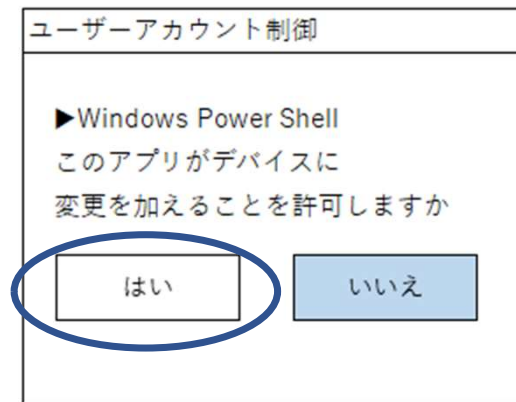 ユーザーアカウント制御
▶Windows Power Shell
このアプリがデバイスに
変更を加えることを許可しますか
はい
いいえ